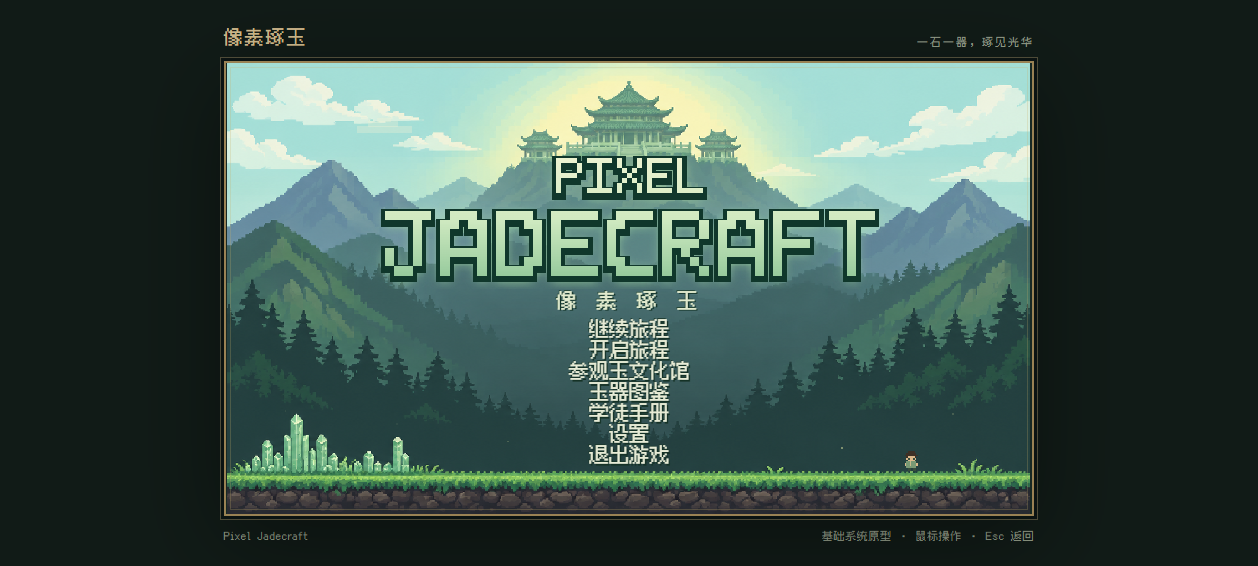 像素琢玉
一石一器，琢见光华
PIXEL
JADECRAFT
像素琢玉
继续旅程
开启旅程
参观玉文化馆
玉器图鉴
学徒手册
设置
退出游戏
Pixel Jadecraft
基础系统原型 · 鼠标操作 · Esc 返回